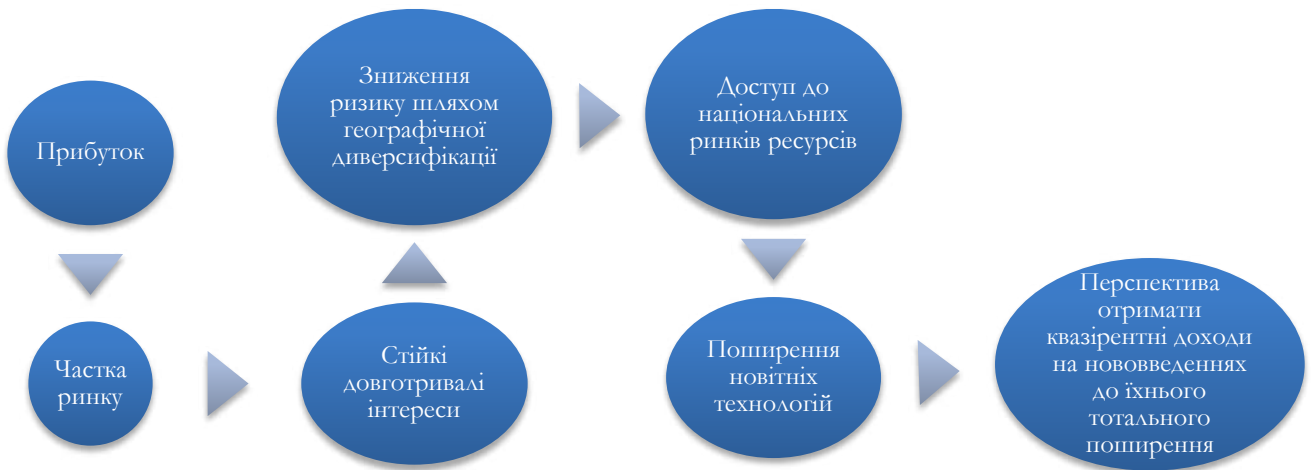 Прибуток
Частка
ринку
Стійкі
довготривалі
інтереси
Зниження
ризику шляхом
географічної
диверсифікації
Доступ до
національних
ринків ресурсів
Поширення
новітніх
технологій
Перспектива
отримати
квазірентні доходи
на нововведеннях
до їхнього
тотального
поширення